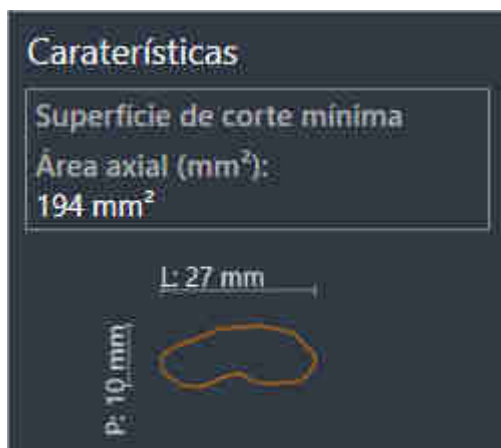 Caraterísticas
Superfície de corte mínima
Área axial (mm²):
194 mm²
L: 27 mm
P: 10 mm